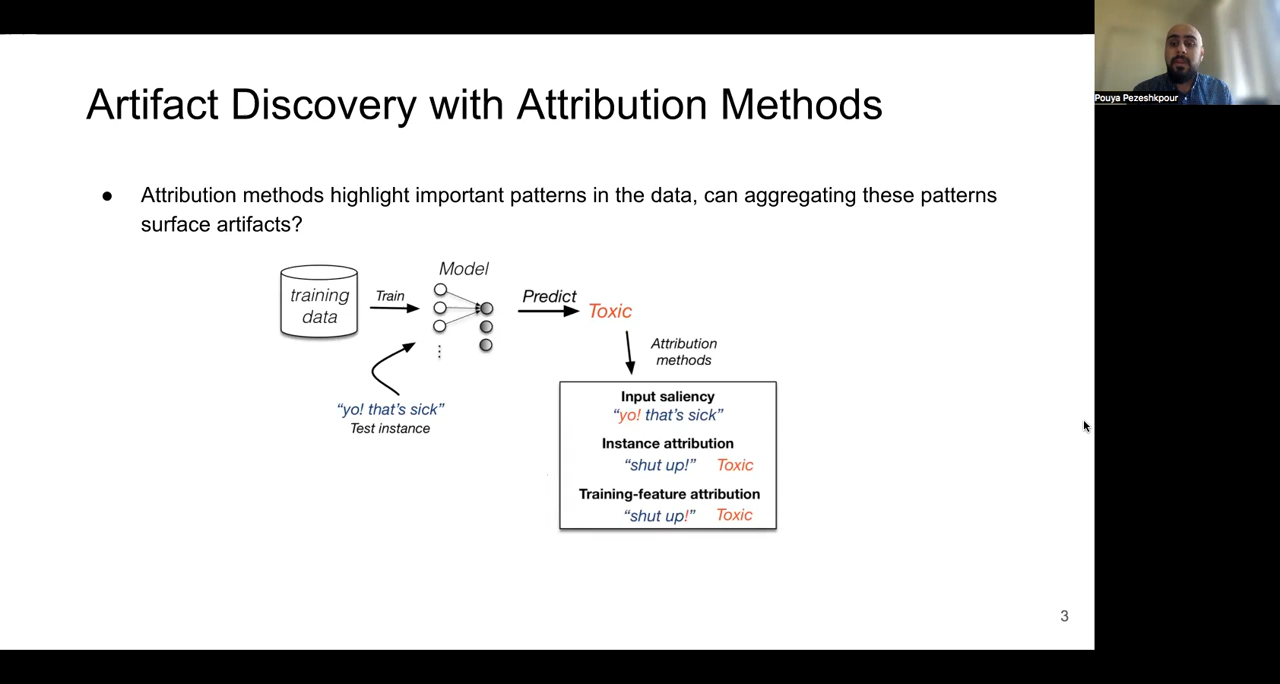 Artifact Discovery with Attribution Methods
● Attribution methods highlight important patterns in the data, can aggregating these patterns
surface artifacts?
training
data
Train
Model
Predict
Toxic
Attribution
methods
“yo! that’s sick”
Test instance
Input saliency
“yo! that’s sick”
Instance attribution
“shut up!” Toxic
Training-feature attribution
“shut up!” Toxic
3
Pouya Pezeshkpour